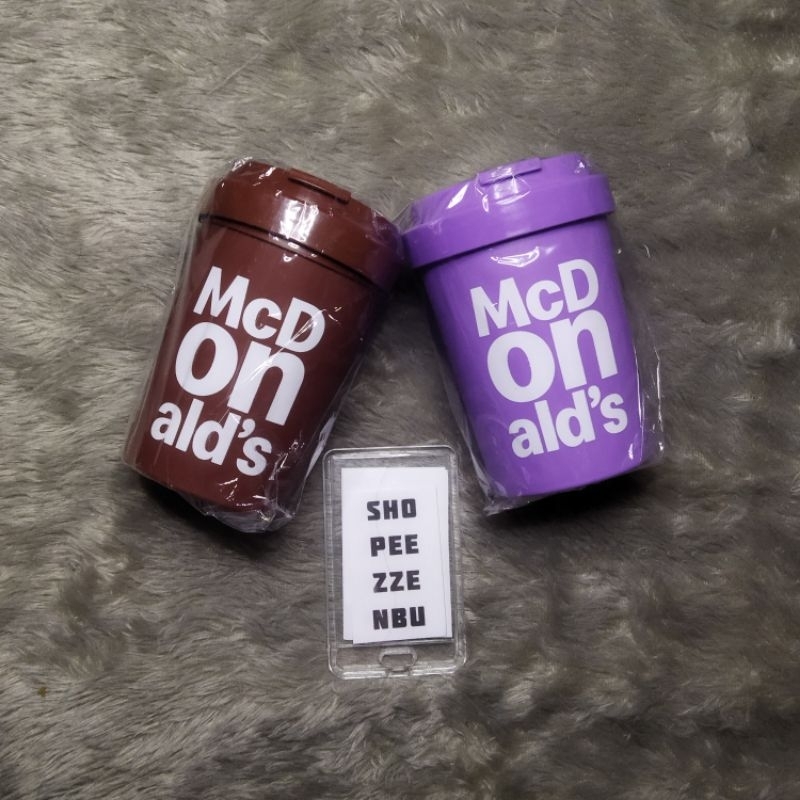 McD
on
ald's
McD
on
ald's
SHO
PEE
ZZE
NBU